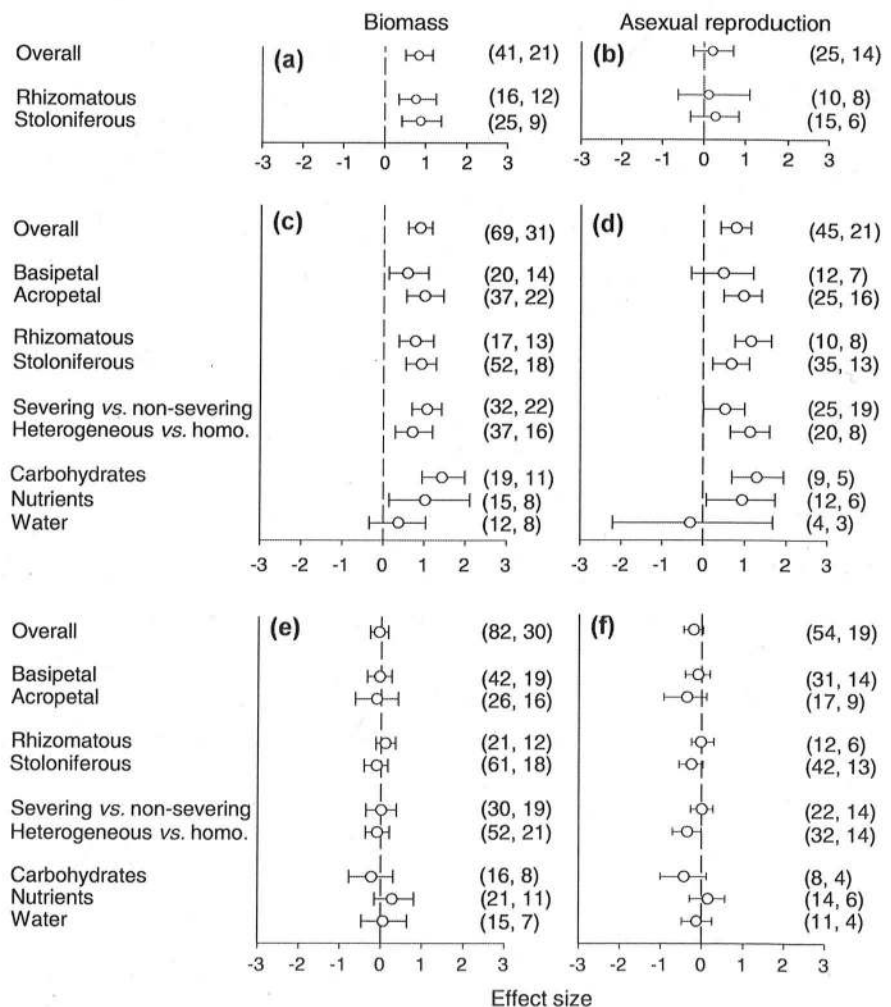 Biomass Asexual reproduction
Overall (a) (41, 21) (b) (25, 14)
Rhizomatous (16, 12) (10, 8)
Stoloniferous (25, 9) (15, 6)
-3 -2 -1 0 1 2 3 -3 -2 -1 0 1 2 3
(c) (d)
Overall (69, 31) (45, 21)
Basipetal (20, 14) (12, 7)
Acropetal (37, 22) (25, 16)
Rhizomatous (17, 13) (10, 8)
Stoloniferous (52, 18) (35, 13)
Severing vs. non-severing (32, 22) (25, 19)
Heterogeneous vs. homo. (37, 16) (20, 8)
Carbohydrates (19, 11) (9, 5)
Nutrients (15, 8) (12, 6)
Water (12, 8) (4, 3)
-3 -2 -1 0 1 2 3 -3 -2 -1 0 1 2 3
Overall (e) (82, 30) (f) (54, 19)
Basipetal (42, 19) (31, 14)
Acropetal (26, 16) (17, 9)
Rhizomatous (21, 12) (12, 6)
Stoloniferous (61, 18) (42, 13)
Severing vs. non-severing (30, 19) (22, 14)
Heterogeneous vs. homo. (52, 21) (32, 14)
Carbohydrates (16, 8) (8, 4)
Nutrients (21, 11) (14, 6)
Water (15, 7) (11, 4)
-3 -2 -1 0 1 2 3 -3 -2 -1 0 1 2 3
Effect size